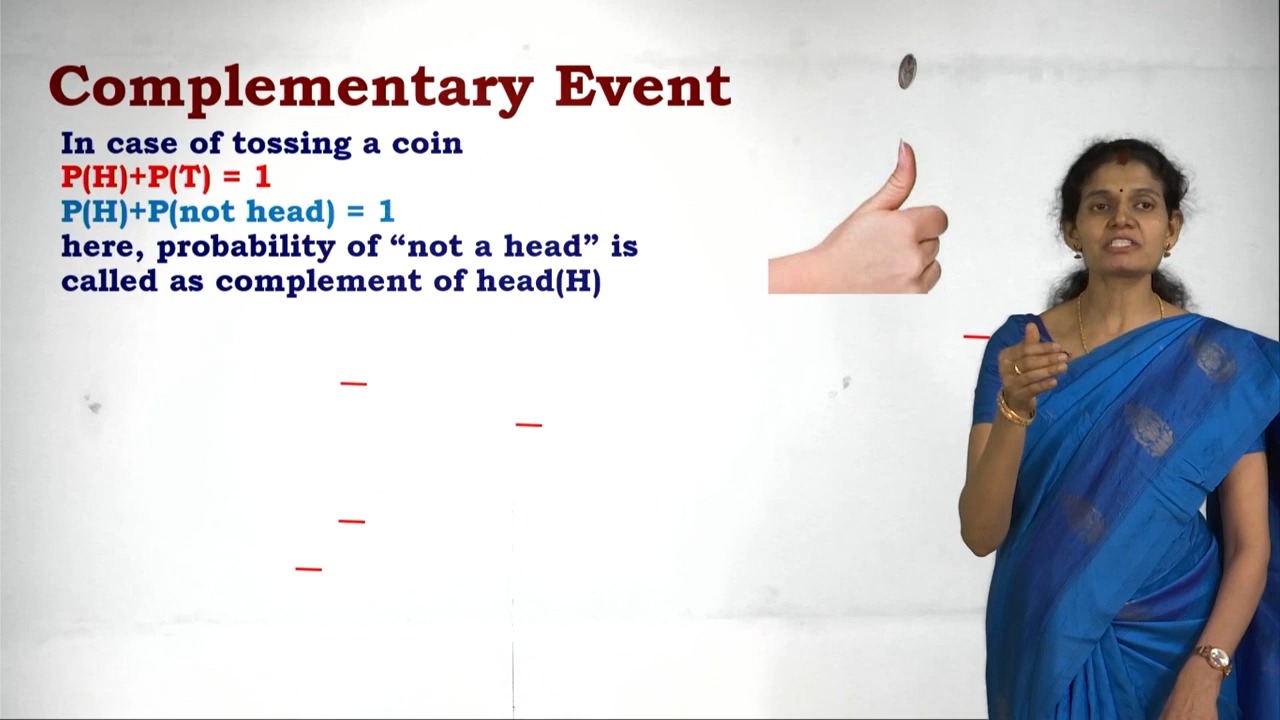 Complementary Event
In case of tossing a coin
P(H)+P(T) = 1
P(H)+P(not head) = 1
here, probability of “not a head” is
called as complement of head(H)